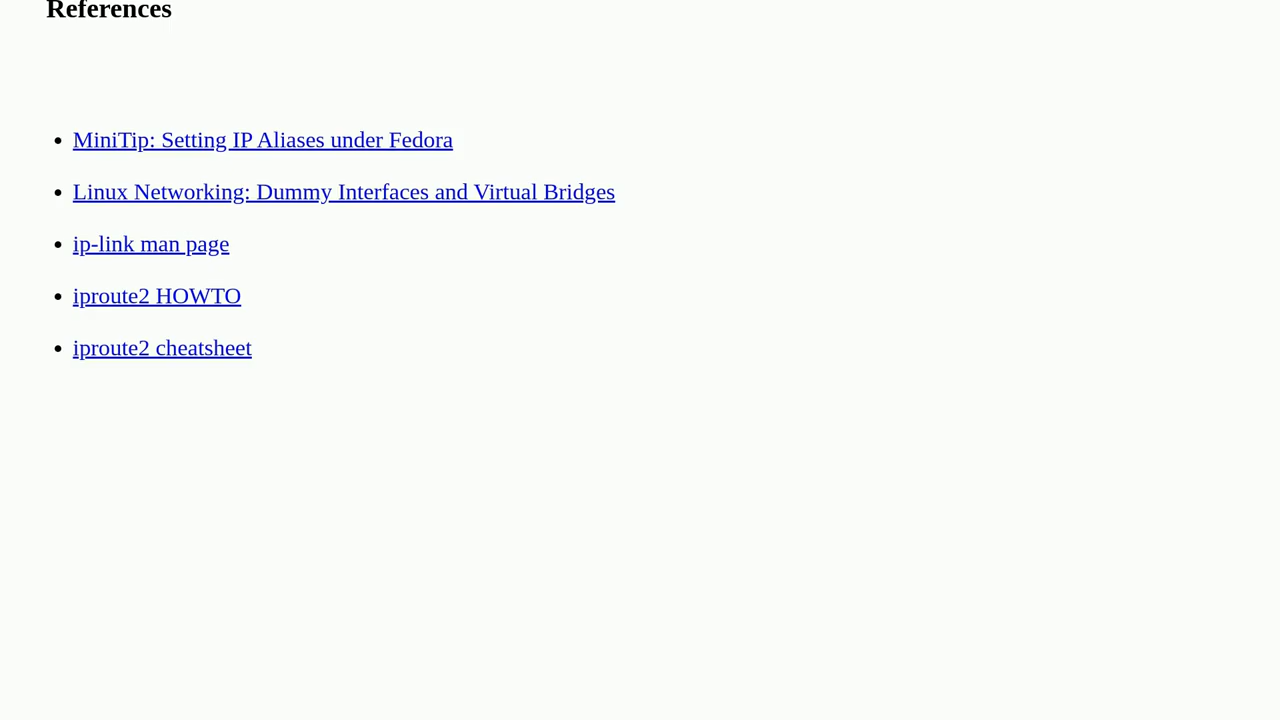 References
• MiniTip: Setting IP Aliases under Fedora
• Linux Networking: Dummy Interfaces and Virtual Bridges
• ip-link man page
• iproute2 HOWTO
• iproute2 cheatsheet